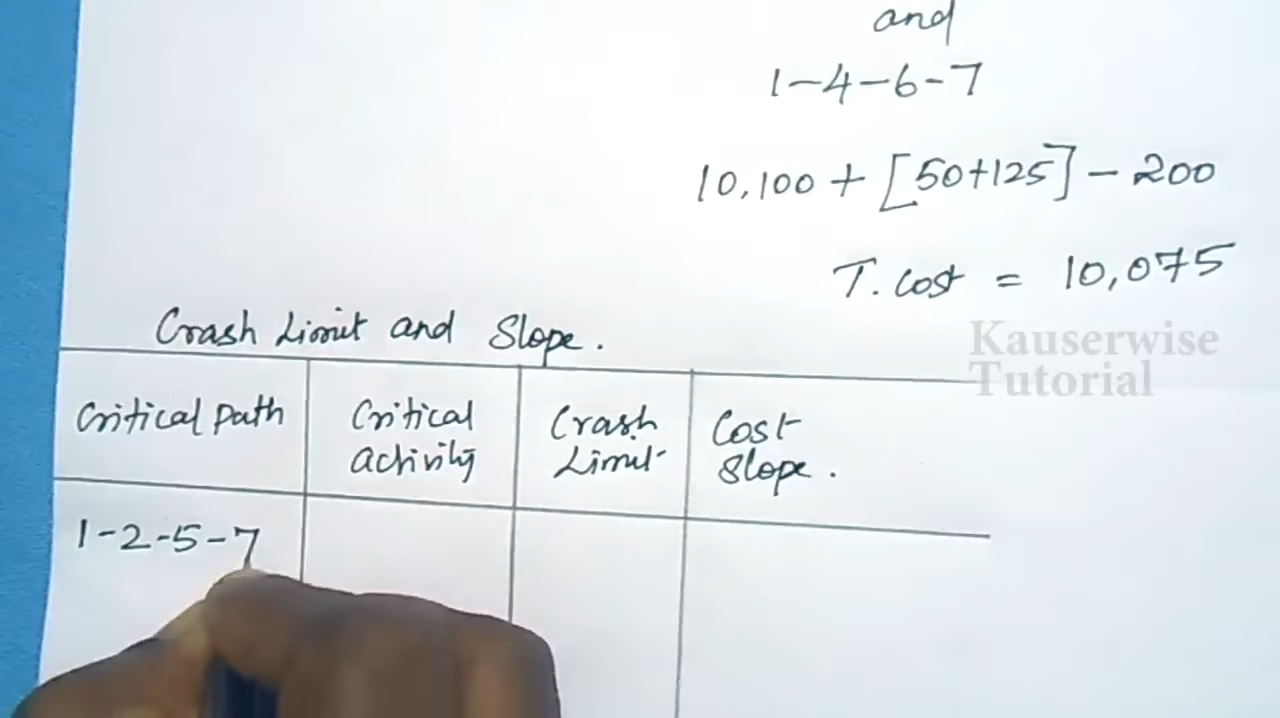 and
1-4-6-7
10,100 + [50+125] - 200
T. Cost = 10,075
Crash Limit and Slope.
Kauserwise
Tutorial
Critical Path
Critical
Activity
Crash
Limit
Cost
Slope.
1-2-5-7